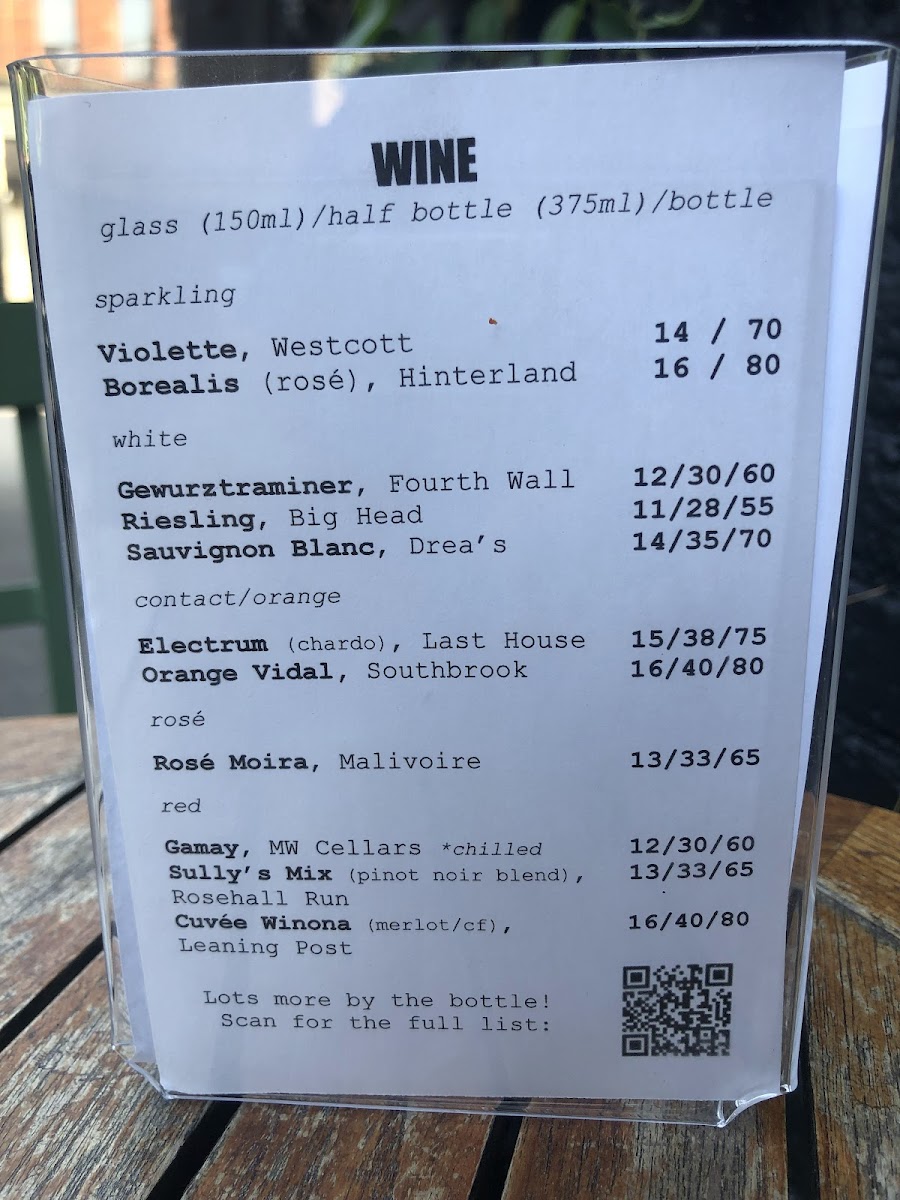 WINE
glass (150ml)/half bottle (375ml)/bottle
sparkling
Violette, Westcott 14 / 70
Borealis (rosé), Hinterland 16 / 80
white
Gewurztraminer, Fourth Wall 12/30/60
Riesling, Big Head 11/28/55
Sauvignon Blanc, Drea's 14/35/70
contact/orange
Electrum (chardo), Last House 15/38/75
Orange Vidal, Southbrook 16/40/80
rosé
Rosé Moira, Malivoire 13/33/65
red
Gamay, MW Cellars *chilled 12/30/60
Sully's Mix (pinot noir blend), 13/33/65
Rosehall Run
Cuvée Winona (merlot/cf), 16/40/80
Leaning Post
Lots more by the bottle!
Scan for the full list: